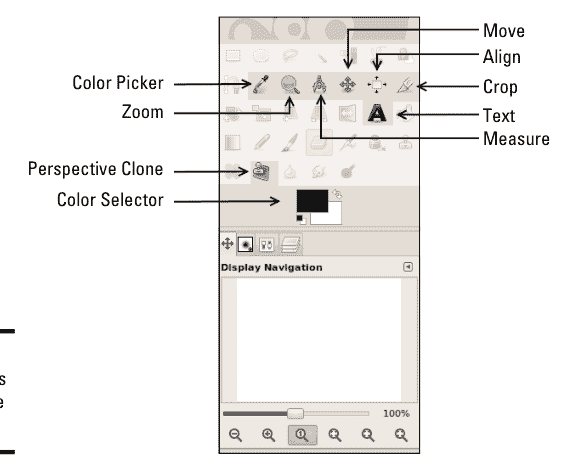 Move
Align
Color Picker
Crop
Zoom
Text
Measure
Perspective Clone
Color Selector
Display Navigation
100%
s
e